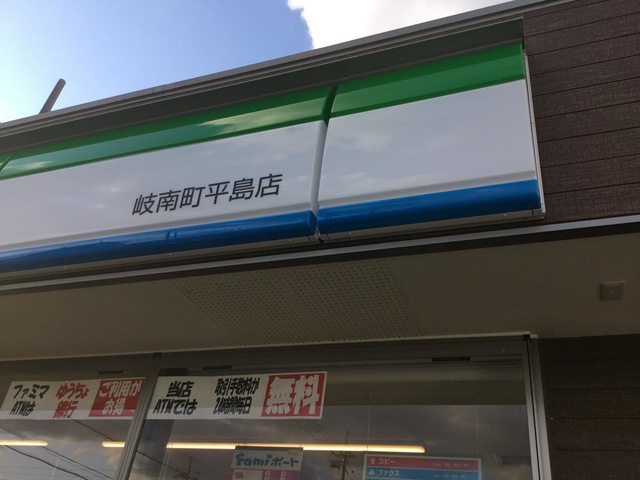 岐南町平島店
ファミマ
ATMは
ゆうちょ
銀行
ご利用が
お得
当店
ATMでは
取引手数料が
24時間毎日
無料
Famiポート
コピー
ファクス